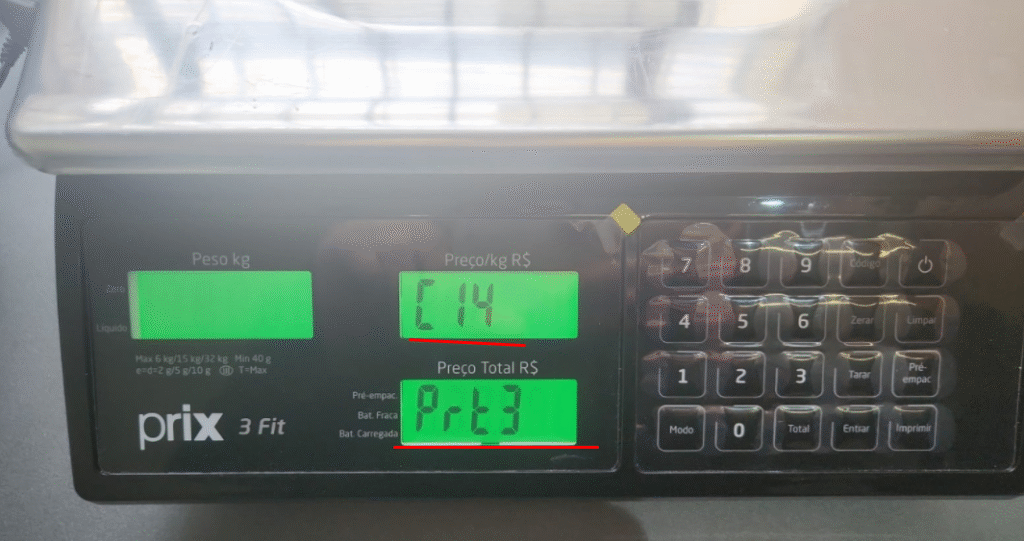 Peso kg
Zero
Líquido
Max 6 kg/15 kg/32 kg Min 40 g
e=d=2 g/5 g/10 g T=Max
prix 3 Fit
Preço/kg R$
C14
Preço Total R$
Pré-empac.
Bat. Fraca
Bat. Carregada
Prt3
7 8 9 Código
4 5 6 Zerar Limpar
1 2 3 Tarar Pré-empac
Modo 0 Total Entrar Imprimir